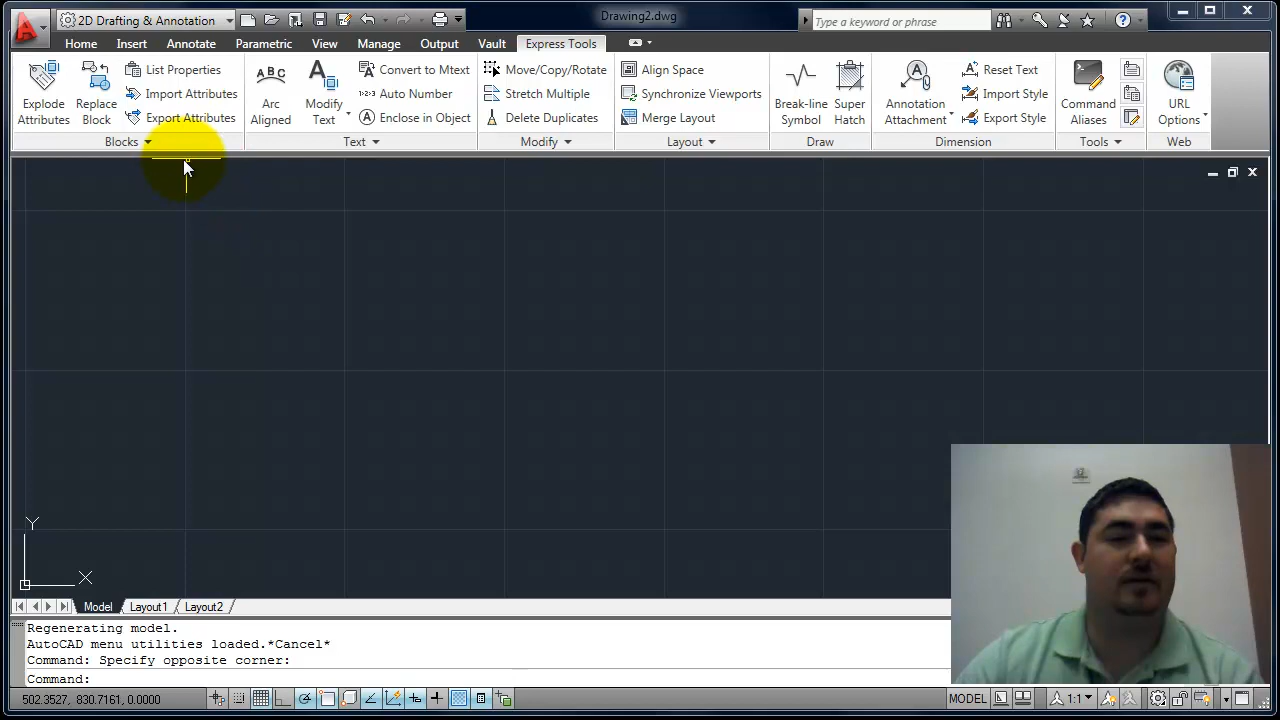 2D Drafting & Annotation
Drawing2.dwg
Type a keyword or phrase
Home Insert Annotate Parametric View Manage Output Vault Express Tools
Explode Attributes
Replace Block
List Properties
Import Attributes
Export Attributes
Blocks
ABC
Arc Aligned
A
Modify Text
Convert to Mtext
1-2-3 Auto Number
Enclose in Object
Text
Move/Copy/Rotate
Stretch Multiple
Delete Duplicates
Modify
Align Space
Synchronize Viewports
Merge Layout
Layout
Break-line Symbol
Super Hatch
Draw
Annotation Attachment
Reset Text
Import Style
Export Style
Dimension
Command Aliases
Tools
URL Options
Web
Y
X
Model Layout1 Layout2
Regenerating model.
AutoCAD menu utilities loaded.*Cancel*
Command: Specify opposite corner:
Command:
502.3527, 830.7161, 0.0000
MODEL
1:1